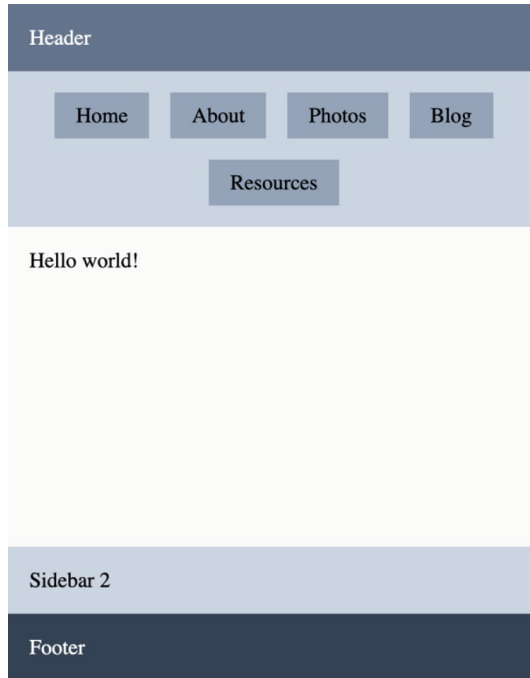 Header
Home About Photos Blog
Resources
Hello world!
Sidebar 2
Footer